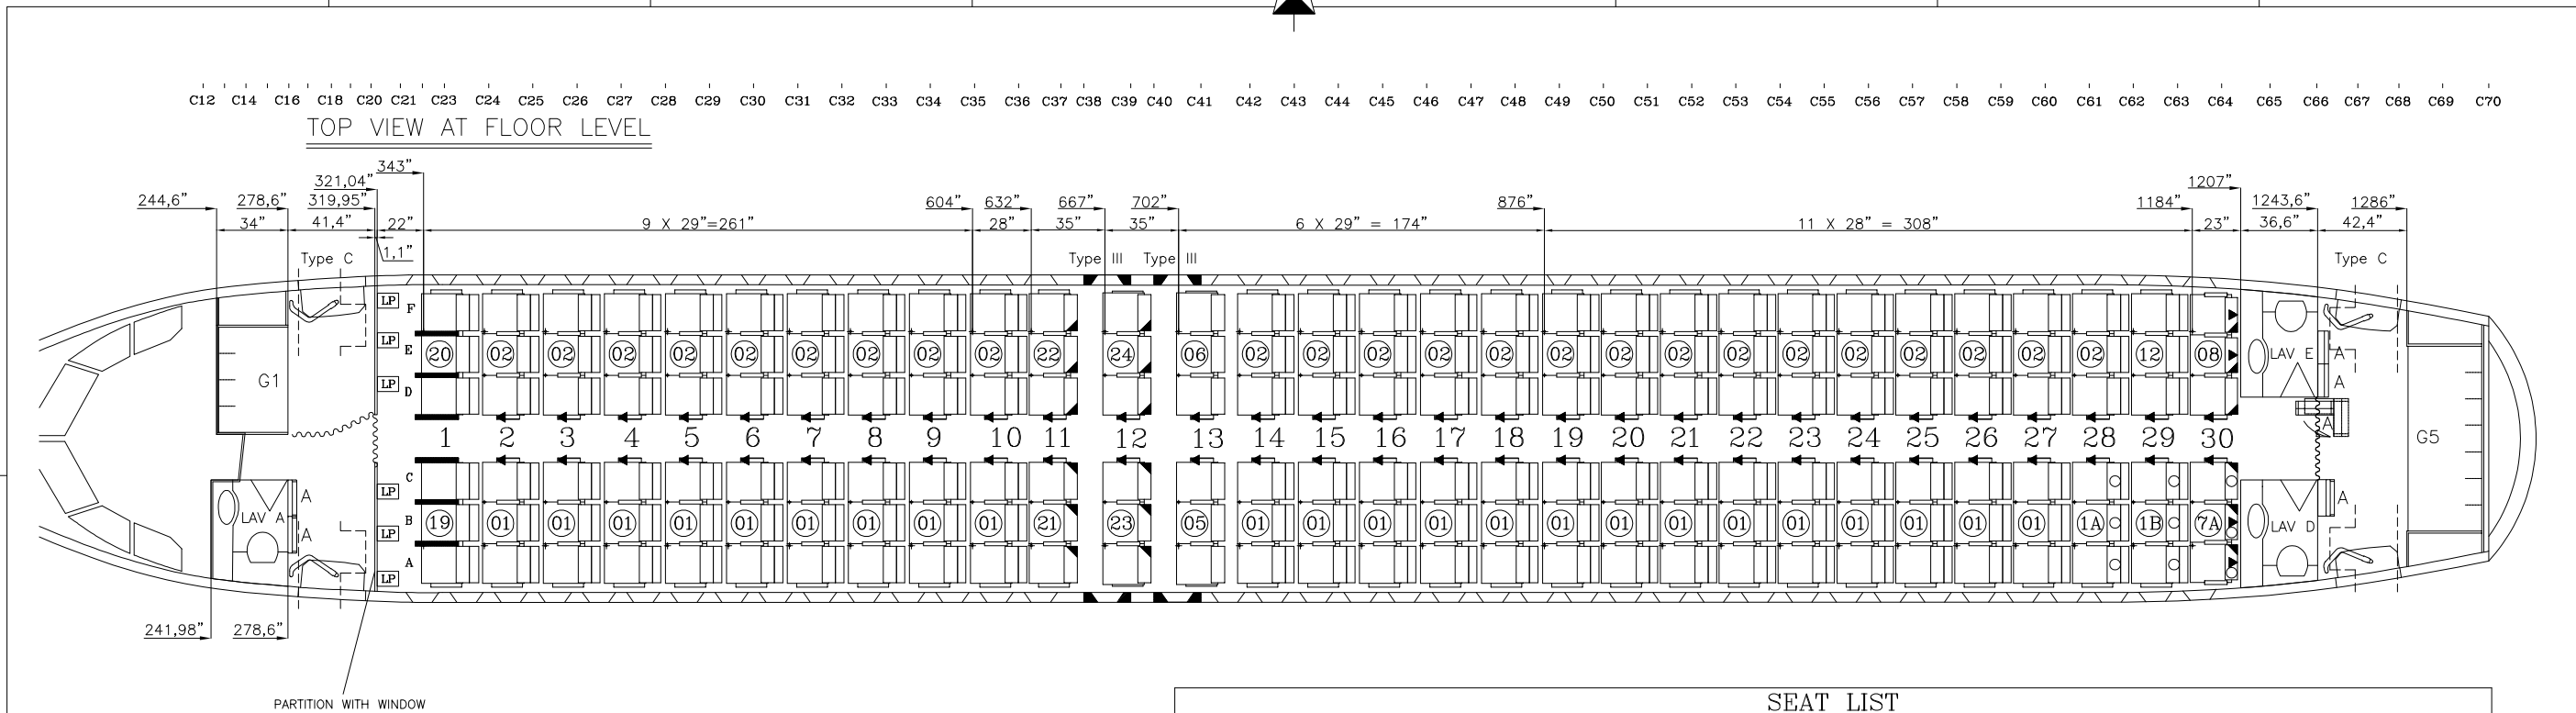 C12 C14 C16 C18 C20 C21 C23 C24 C25 C26 C27 C28 C29 C30 C31 C32 C33 C34 C35 C36 C37 C38 C39 C40 C41 C42 C43 C44 C45 C46 C47 C48 C49 C50 C51 C52 C53 C54 C55 C56 C57 C58 C59 C60 C61 C62 C63 C64 C65 C66 C67 C68 C69 C70
TOP VIEW AT FLOOR LEVEL
343”
321,04” 1207”
244,6” 278,6” 319,95” 604” 632” 667” 702” 876” 1184” 1243,6” 1286”
34” 41,4” 22” 9 X 29”=261” 28” 35” 35” 6 X 29” = 174” 11 X 28” = 308” 23” 36,6” 42,4”
1,1”
Type C Type III Type III Type C
LP F
LP E 20 02 02 02 02 02 02 02 02 02 22 24 06 02 02 02 02 02 02 02 02 02 02 02 02 02 02 02 12 08 LAV E A
G1 LP D A
1 2 3 4 5 6 7 8 9 10 11 12 13 14 15 16 17 18 19 20 21 22 23 24 25 26 27 28 29 30 A G5
A LP C A
LAV A LP B 19 01 01 01 01 01 01 01 01 01 21 23 05 01 01 01 01 01 01 01 01 01 01 01 01 01 01 1A 1B 7A LAV D
A LP A
241,98” 278,6”
PARTITION WITH WINDOW
SEAT LIST